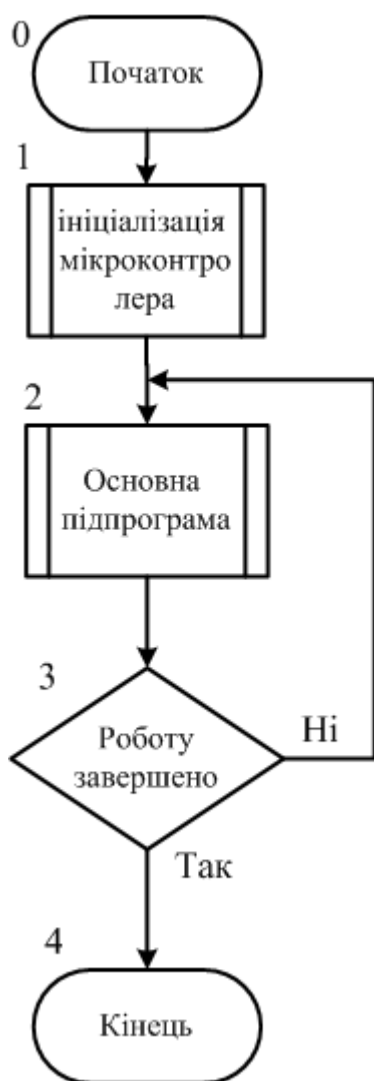 0
Початок
1
ініціалізація
мікроконтро
лера
2
Основна
підпрограма
3
Роботу
завершено
Ні
Так
4
Кінець